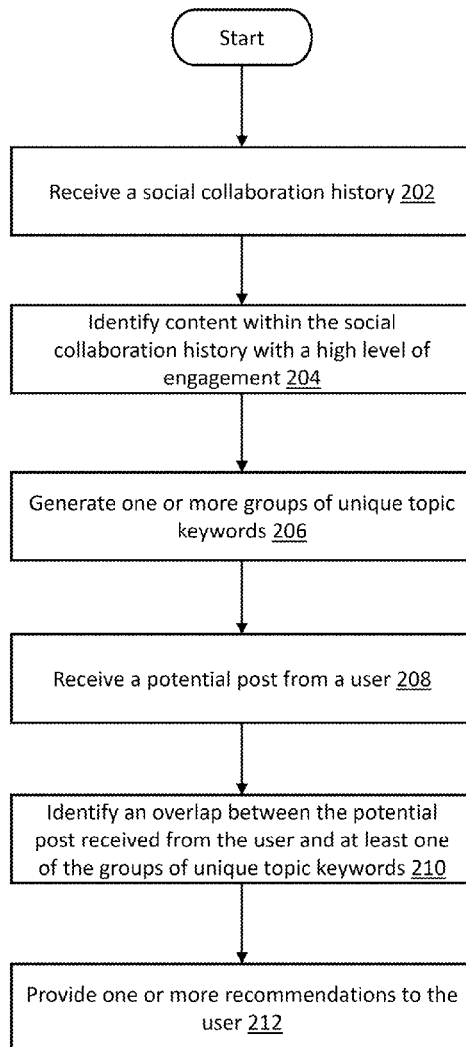 Start
Receive a social collaboration history 202
Identify content within the social
collaboration history with a high level of
engagement 204
Generate one or more groups of unique topic
keywords 206
Receive a potential post from a user 208
Identify an overlap between the potential
post received from the user and at least one
of the groups of unique topic keywords 210
Provide one or more recommendations to the
user 212